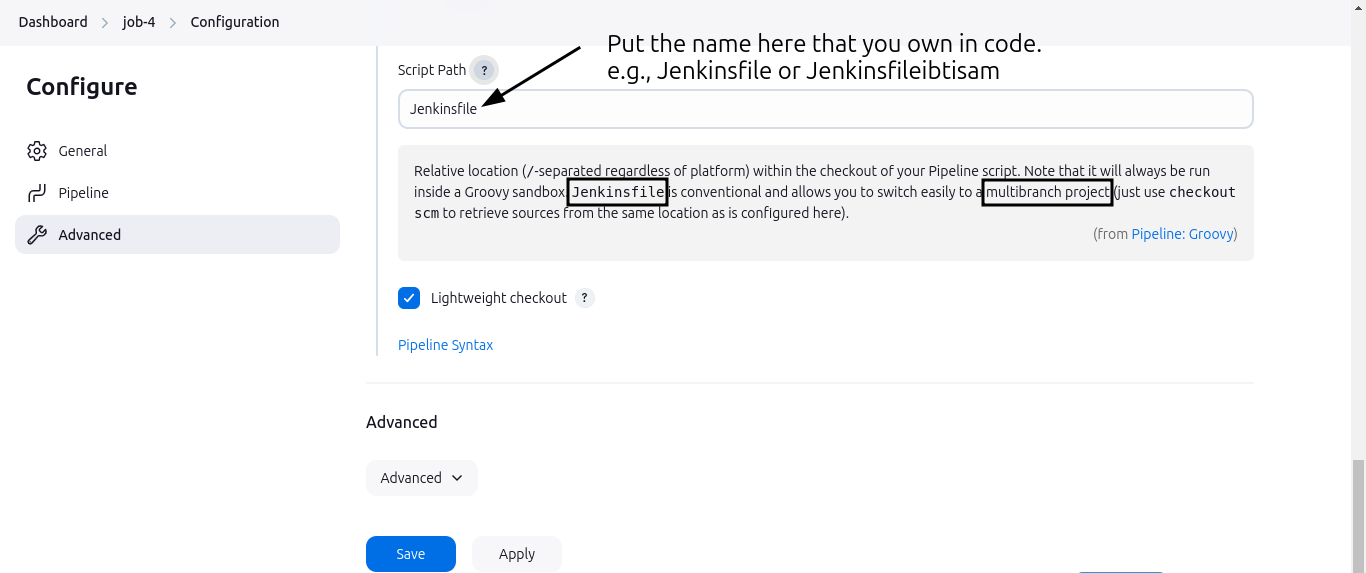 Dashboard > job-4 > Configuration
Put the name here that you own in code.
e.g., Jenkinsfile or Jenkinsfileibtisam
Configure
General
Pipeline
Advanced
Script Path ?
Jenkinsfile
Relative location (/-separated regardless of platform) within the checkout of your Pipeline script. Note that it will always be run
inside a Groovy sandbox. Jenkinsfile is conventional and allows you to switch easily to a multibranch project (just use checkout
scm to retrieve sources from the same location as is configured here).
(from Pipeline: Groovy)
Lightweight checkout ?
Pipeline Syntax
Advanced
Advanced
Save Apply